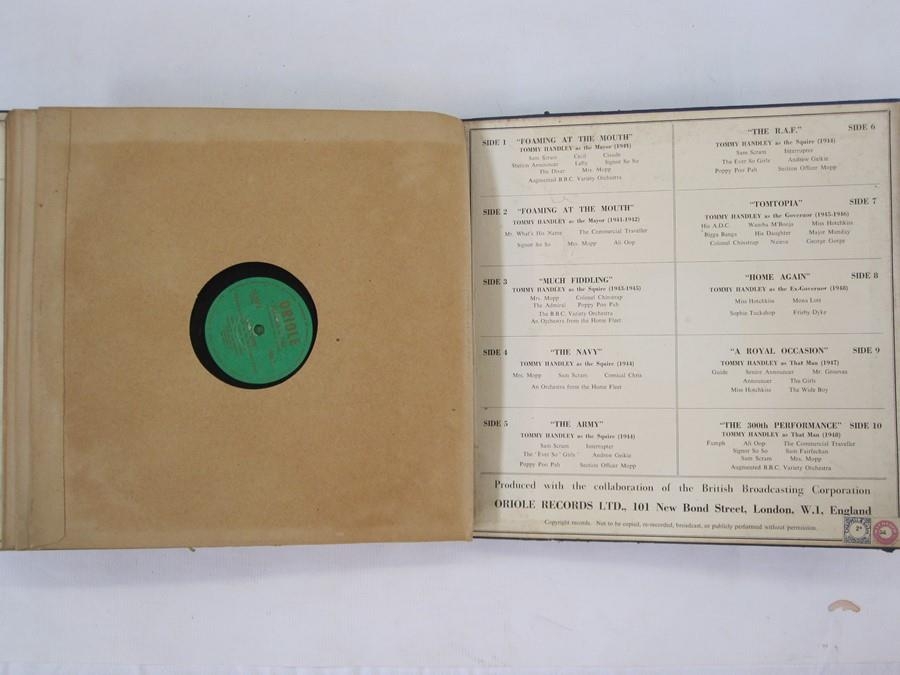 ORIOLE
SIDE 1 "FOAMING AT THE MOUTH"
TOMMY HANDLEY as the Mayor (1941)
Sam Scram Cecil Claude
Station Announcer Lefty Signor So So
The Diver Mrs. Mopp
Augmented B.B.C. Variety Orchestra
SIDE 2 "FOAMING AT THE MOUTH"
TOMMY HANDLEY as the Mayor (1941-1942)
Mr. What's His Name The Commercial Traveller
Signor So So Mrs. Mopp Ali Oop
SIDE 3 "MUCH FIDDLING"
TOMMY HANDLEY as the Squire (1943-1945)
Mrs. Mopp Colonel Chinstrap
The Admiral Poppy Poo Pah
The B.B.C. Variety Orchestra
An Orchestra from the Home Fleet
SIDE 4 "THE NAVY"
TOMMY HANDLEY as the Squire (1944)
Mrs. Mopp Sam Scram Comical Chris
An Orchestra from the Home Fleet
SIDE 5 "THE ARMY"
TOMMY HANDLEY as the Squire (1944)
Sam Scram Interrupter
The 'Ever So' Girls Andrew Geikie
Poppy Poo Pah Section Officer Mopp
"THE R.A.F." SIDE 6
TOMMY HANDLEY as the Squire (1944)
Sam Scram Interrupter
The Ever So Girls Andrew Geikie
Poppy Poo Pah Section Officer Mopp
"TOMTOPIA" SIDE 7
TOMMY HANDLEY as the Governor (1945-1946)
His A.D.C. Wamba M'Booja Miss Hotchkiss
Bigga Banga His Daughter Major Munday
Colonel Chinstrap Naieve George Gorge
"HOME AGAIN" SIDE 8
TOMMY HANDLEY as the Ex-Governor (1948)
Miss Hotchkiss Mona Lott
Sophie Tuckshop Frisby Dyke
"A ROYAL OCCASION" SIDE 9
TOMMY HANDLEY as That Man (1947)
Guide Senior Announcer Mr. Greevas
Announcer The Girls
Miss Hotchkiss The Wide Boy
"THE 300th PERFORMANCE" SIDE 10
TOMMY HANDLEY as That Man (1948)
Fumph Ali Oop The Commercial Traveller
Signor So So Sam Fairfechan
Sam Scram Mrs. Mopp
Augmented B.B.C. Variety Orchestra
Produced with the collaboration of the British Broadcasting Corporation
ORIOLE RECORDS LTD., 101 New Bond Street, London, W.1, England
Copyright records. Not to be copied, re-recorded, broadcast, or publicly performed without permission.